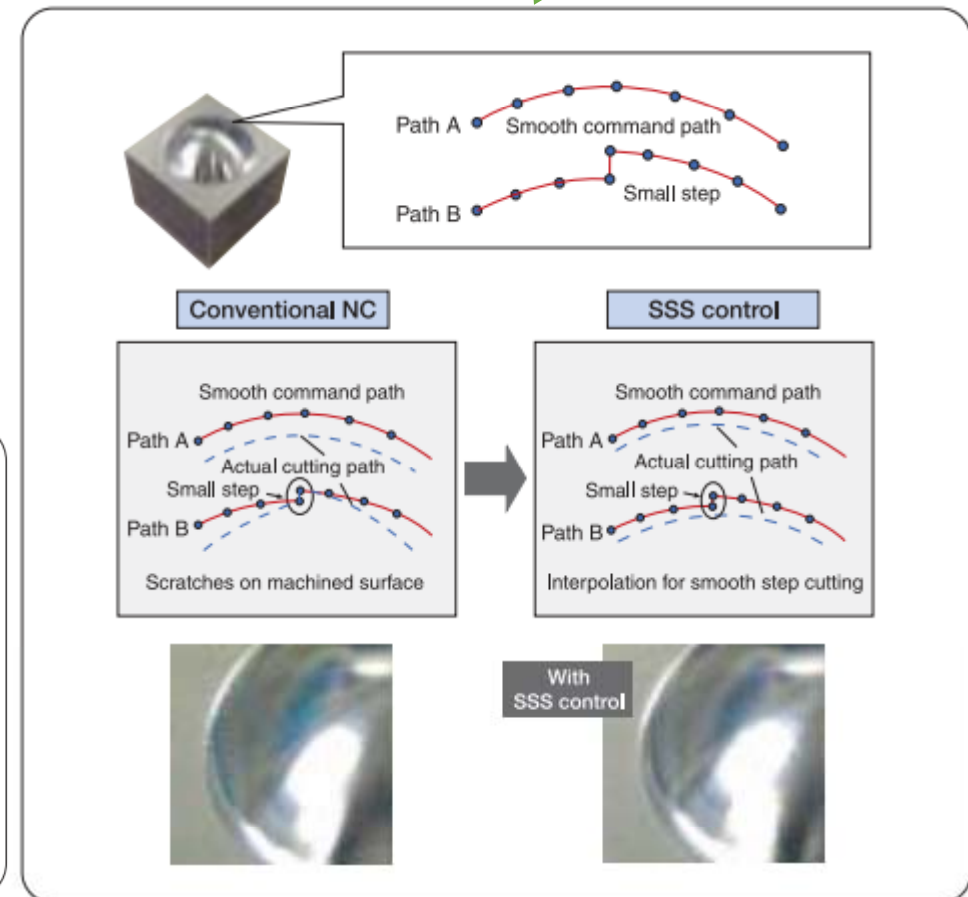 Path A
Smooth command path
Small step
Path B
Conventional NC
SSS control
Smooth command path
Path A
Actual cutting path
Small step
Path B
Scratches on machined surface
Smooth command path
Path A
Actual cutting path
Small step
Path B
Interpolation for smooth step cutting
With
SSS control